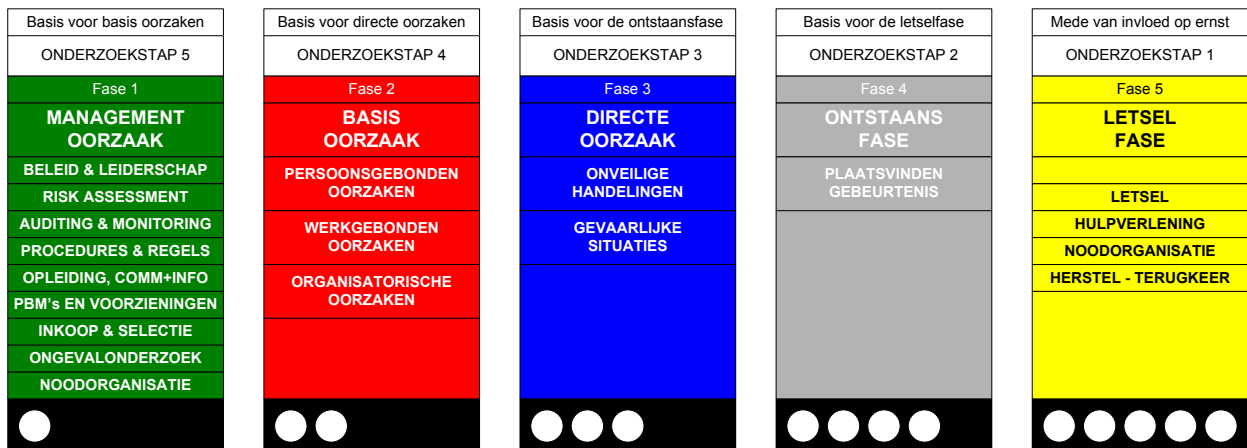 Basis voor basis oorzaken
ONDERZOEKSTAP 5
Fase 1
MANAGEMENT
OORZAAK
BELEID & LEIDERSCHAP
RISK ASSESSMENT
AUDITING & MONITORING
PROCEDURES & REGELS
OPLEIDING, COMM+INFO
PBM's EN VOORZIENINGEN
INKOOP & SELECTIE
ONGEVALONDERZOEK
NOODORGANISATIE
Basis voor directe oorzaken
ONDERZOEKSTAP 4
Fase 2
BASIS
OORZAAK
PERSOONSGEBONDEN
OORZAKEN
WERKGEBONDEN
OORZAKEN
ORGANISATORISCHE
OORZAKEN
Basis voor de ontstaansfase
ONDERZOEKSTAP 3
Fase 3
DIRECTE
OORZAAK
ONVEILIGE
HANDELINGEN
GEVAARLIJKE
SITUATIES
Basis voor de letselfase
ONDERZOEKSTAP 2
Fase 4
ONTSTAANS
FASE
PLAATSVINDEN
GEBEURTENIS
Mede van invloed op ernst
ONDERZOEKSTAP 1
Fase 5
LETSEL
FASE
LETSEL
HULPVERLENING
NOODORGANISATIE
HERSTEL - TERUGKEER